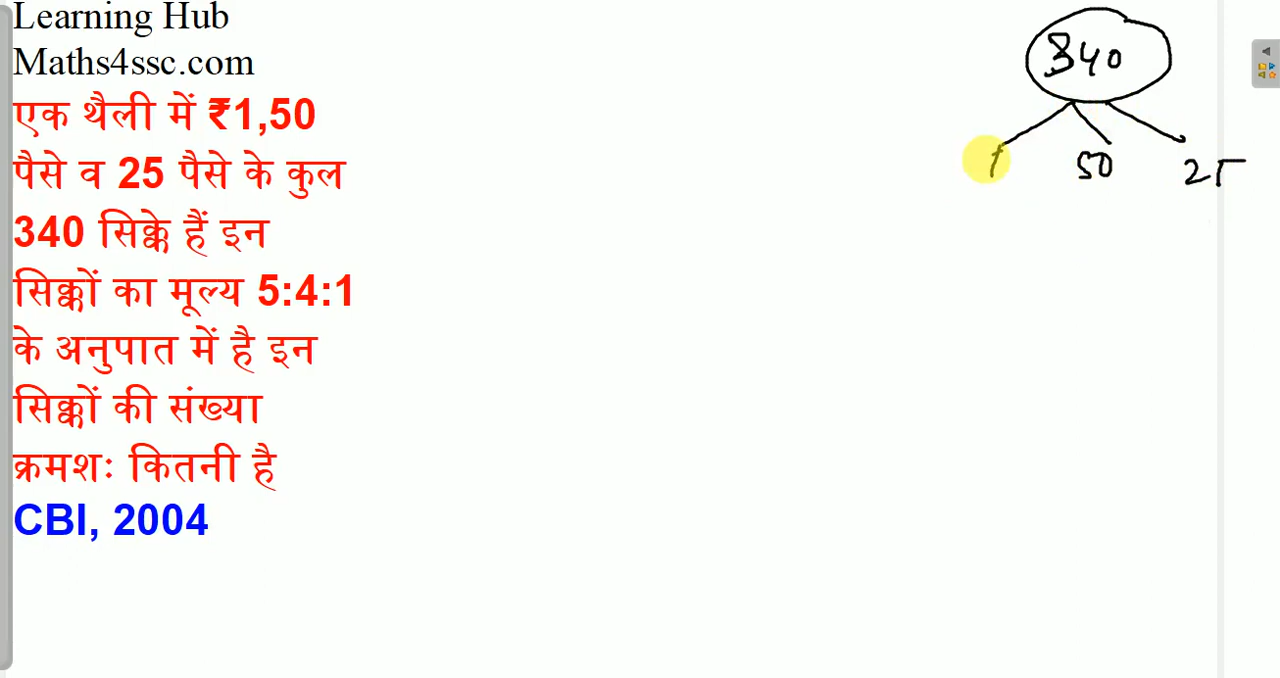 Learning Hub
Maths4ssc.com
एक थैली में ₹1,50
पैसे व 25 पैसे के कुल
340 सिक्के हैं इन
सिक्कों का मूल्य 5:4:1
के अनुपात में है इन
सिक्कों की संख्या
क्रमशः कितनी है
CBI, 2004
340
1 50 25